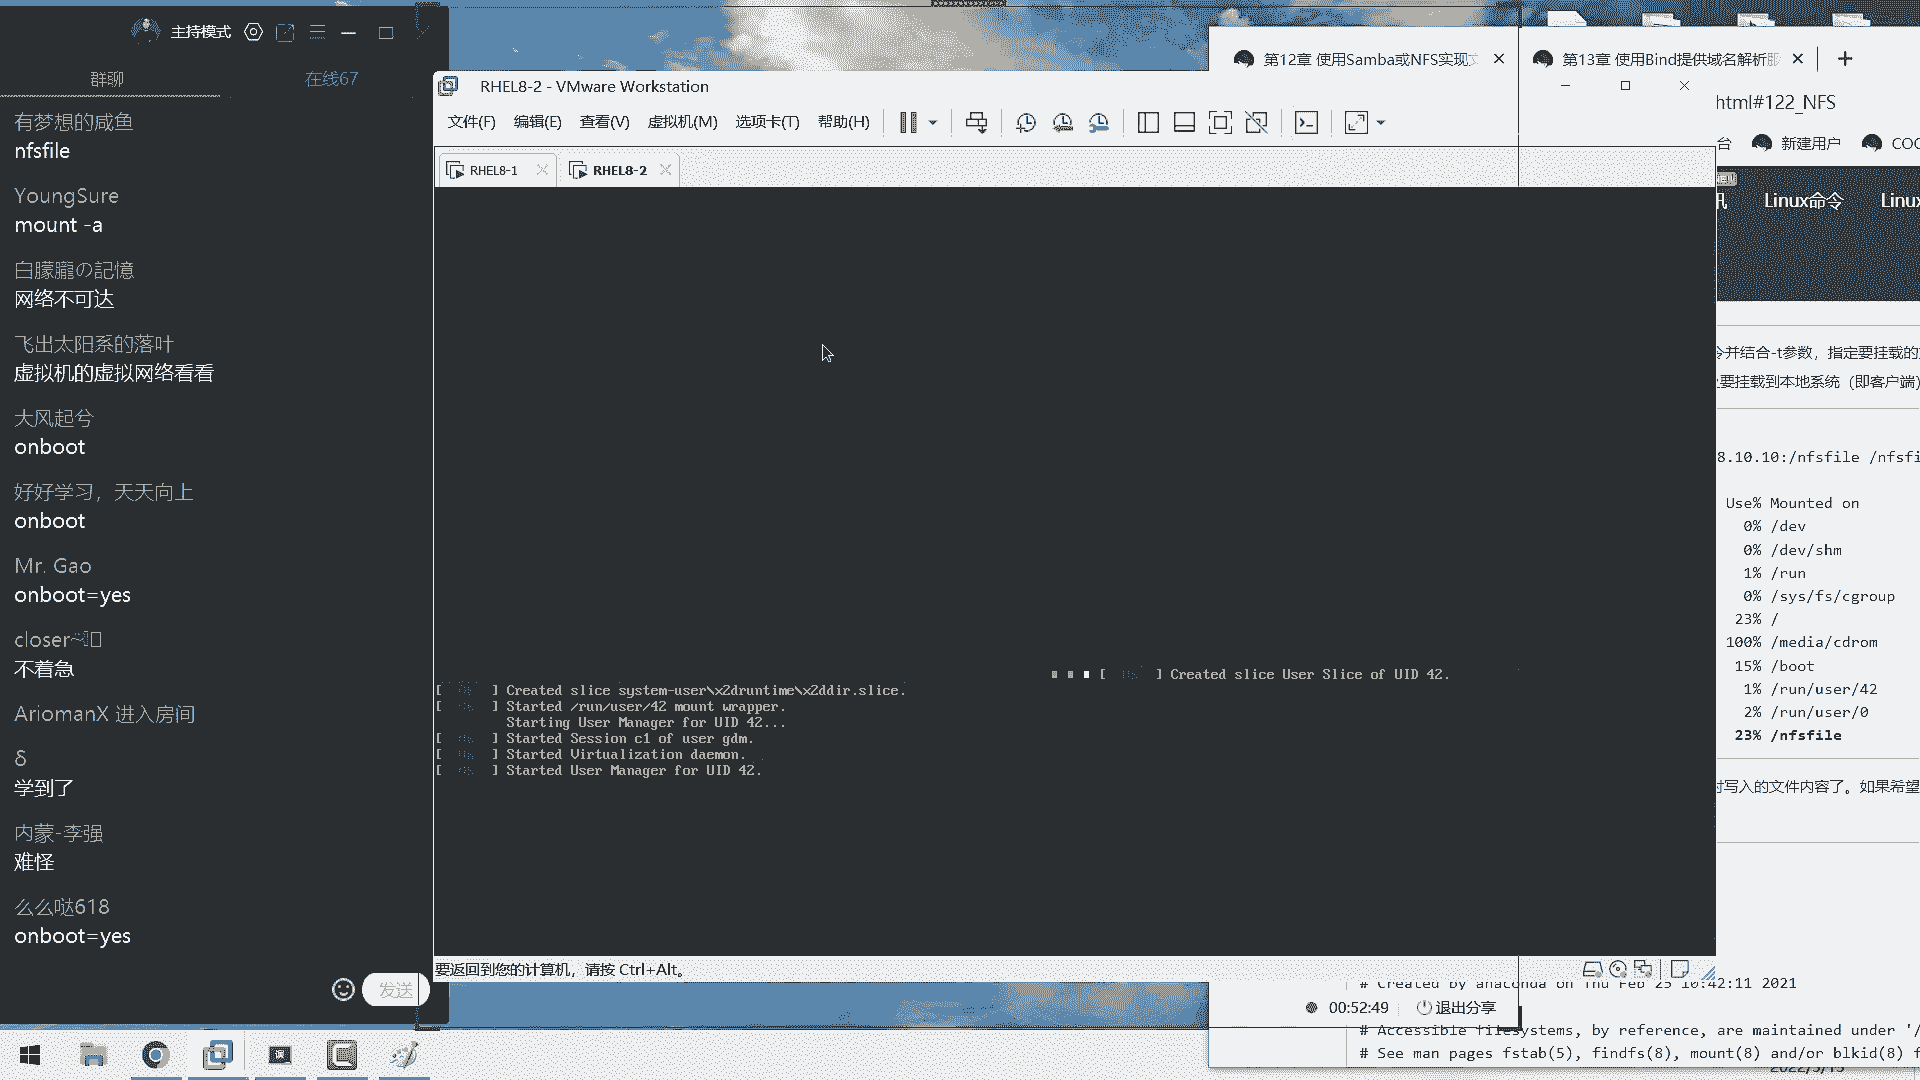 主持模式
群聊
在线67
有梦想的咸鱼
nfsfile
YoungSure
mount -a
白朦朧の記憶
网络不可达
飞出太阳系的落叶
虚拟机的虚拟网络看看
大风起兮
onboot
好好学习，天天向上
onboot
Mr. Gao
onboot=yes
closer~
不着急
AriomanX 进入房间
δ
学到了
内蒙-李强
难怪
么么哒618
onboot=yes
发送
RHEL8-2 - VMware Workstation
文件(F) 编辑(E) 查看(V) 虚拟机(M) 选项卡(T) 帮助(H)
RHEL8-1
RHEL8-2
[ ] Created slice User Slice of UID 42.
[ ] Created slice system-user\x2druntime\x2ddir.slice.
[ ] Started /run/user/42 mount wrapper.
Starting User Manager for UID 42...
[ ] Started Session c1 of user gdm.
[ ] Started Virtualization daemon.
[ ] Started User Manager for UID 42.
要返回到您的计算机，请按 Ctrl+Alt。
第12章 使用Samba或NFS实现文
第13章 使用Bind提供域名解析服
html#122_NFS
台 新建用户 COC
讯 Linux命令 Linux
令并结合-t参数，指定要挂载的
要挂载到本地系统（即客户端）
8.10.10:/nfsfile /nfsfi
Use% Mounted on
0% /dev
0% /dev/shm
1% /run
0% /sys/fs/cgroup
23% /
100% /media/cdrom
15% /boot
1% /run/user/42
2% /run/user/0
23% /nfsfile
时写入的文件内容了。如果希望
# Created by anaconda on Thu Feb 25 10:42:11 2021
00:52:49 退出分享
# Accessible filesystems, by reference, are maintained under '/
# See man pages fstab(5), findfs(8), mount(8) and/or blkid(8) f